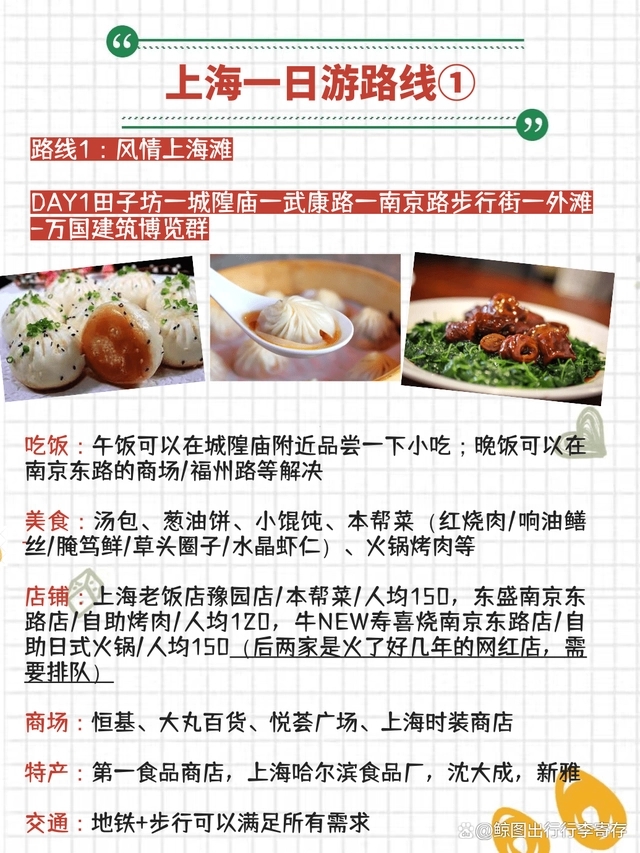 上海一日游路线①
路线1：风情上海滩
DAY1田子坊—城隍庙—武康路—南京路步行街—外滩
-万国建筑博览群
吃饭：午饭可以在城隍庙附近品尝一下小吃；晚饭可以在
南京东路的商场/福州路等解决
美食：汤包、葱油饼、小馄饨、本帮菜（红烧肉/响油鳝
丝/腌笃鲜/草头圈子/水晶虾仁）、火锅烤肉等
店铺：上海老饭店豫园店/本帮菜/人均150，东盛南京东
路店/自助烤肉/人均120，牛NEW寿喜烧南京东路店/自
助日式火锅/人均150（后两家是火了好几年的网红店，需
要排队）
商场：恒基、大丸百货、悦荟广场、上海时装商店
特产：第一食品商店，上海哈尔滨食品厂，沈大成，新雅
交通：地铁+步行可以满足所有需求
@鲸图出行行李寄存